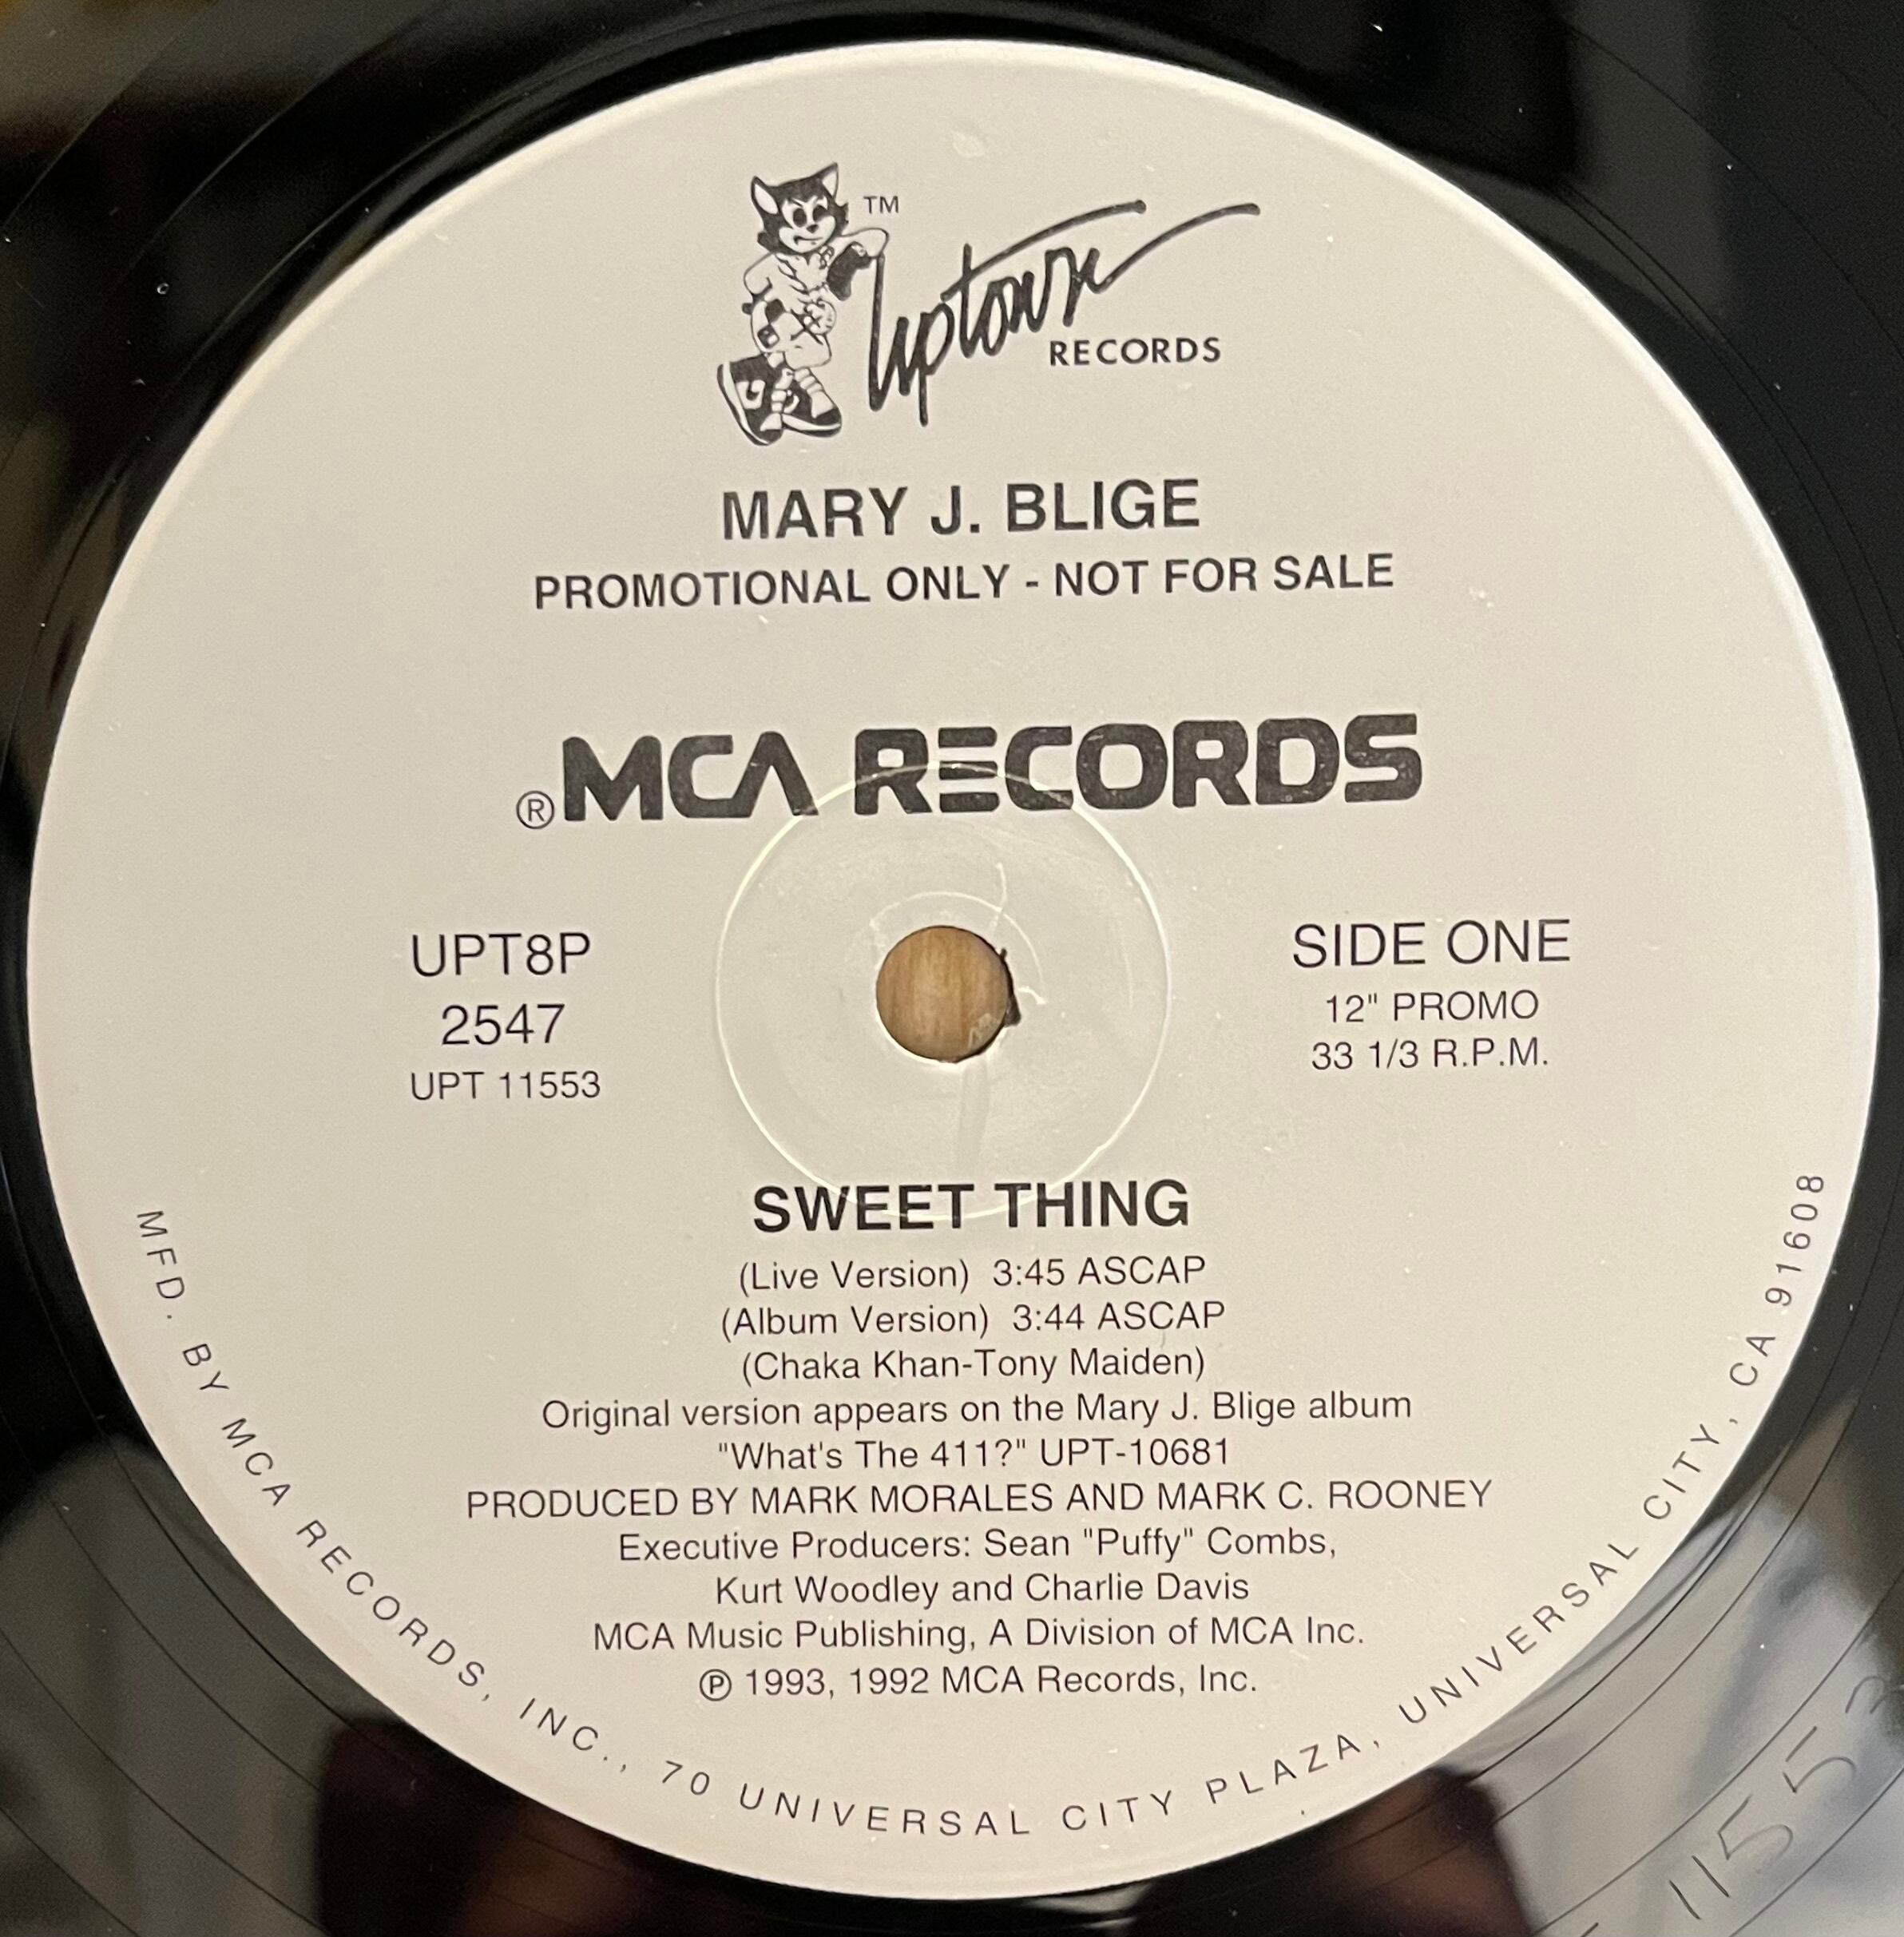 TM
Uptown
RECORDS
MARY J. BLIGE
PROMOTIONAL ONLY - NOT FOR SALE
®MCA RECORDS
UPT8P
2547
UPT 11553
SIDE ONE
12" PROMO
33 1/3 R.P.M.
SWEET THING
(Live Version) 3:45 ASCAP
(Album Version) 3:44 ASCAP
(Chaka Khan-Tony Maiden)
Original version appears on the Mary J. Blige album
"What's The 411?" UPT-10681
PRODUCED BY MARK MORALES AND MARK C. ROONEY
Executive Producers: Sean "Puffy" Combs,
Kurt Woodley and Charlie Davis
MCA Music Publishing, A Division of MCA Inc.
℗ 1993, 1992 MCA Records, Inc.
MFD. BY MCA RECORDS, INC., 70 UNIVERSAL CITY PLAZA, UNIVERSAL CITY, CA 91608